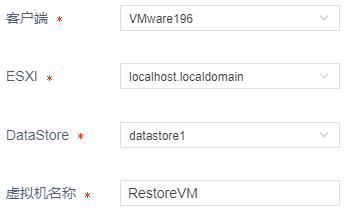 客户端 * VMware196
ESXI * localhost.localdomain
DataStore * datastore1
虚拟机名称 * RestoreVM